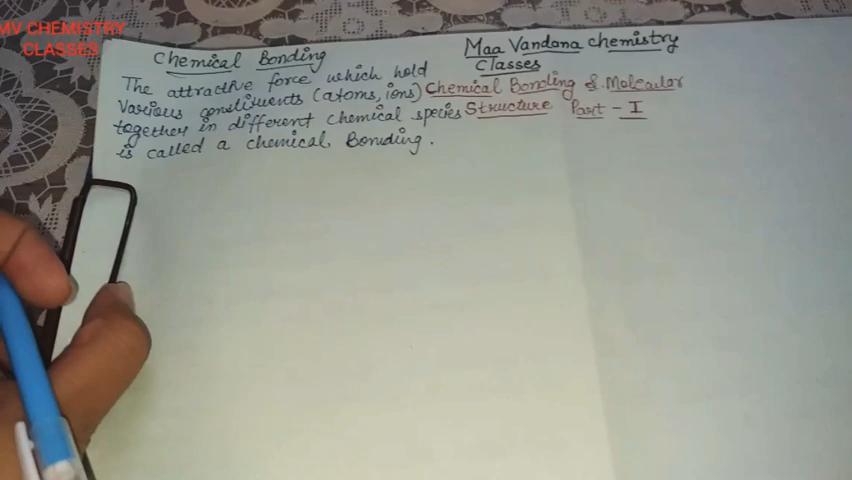 MV CHEMISTRY
CLASSES
Maa Vandana chemistry
Classes
Chemical Bonding & Molecular
Structure Part - I
Chemical Bonding
The attractive force which hold
Various constituents (atoms, ions)
together in different chemical species
is called a chemical Bonding.